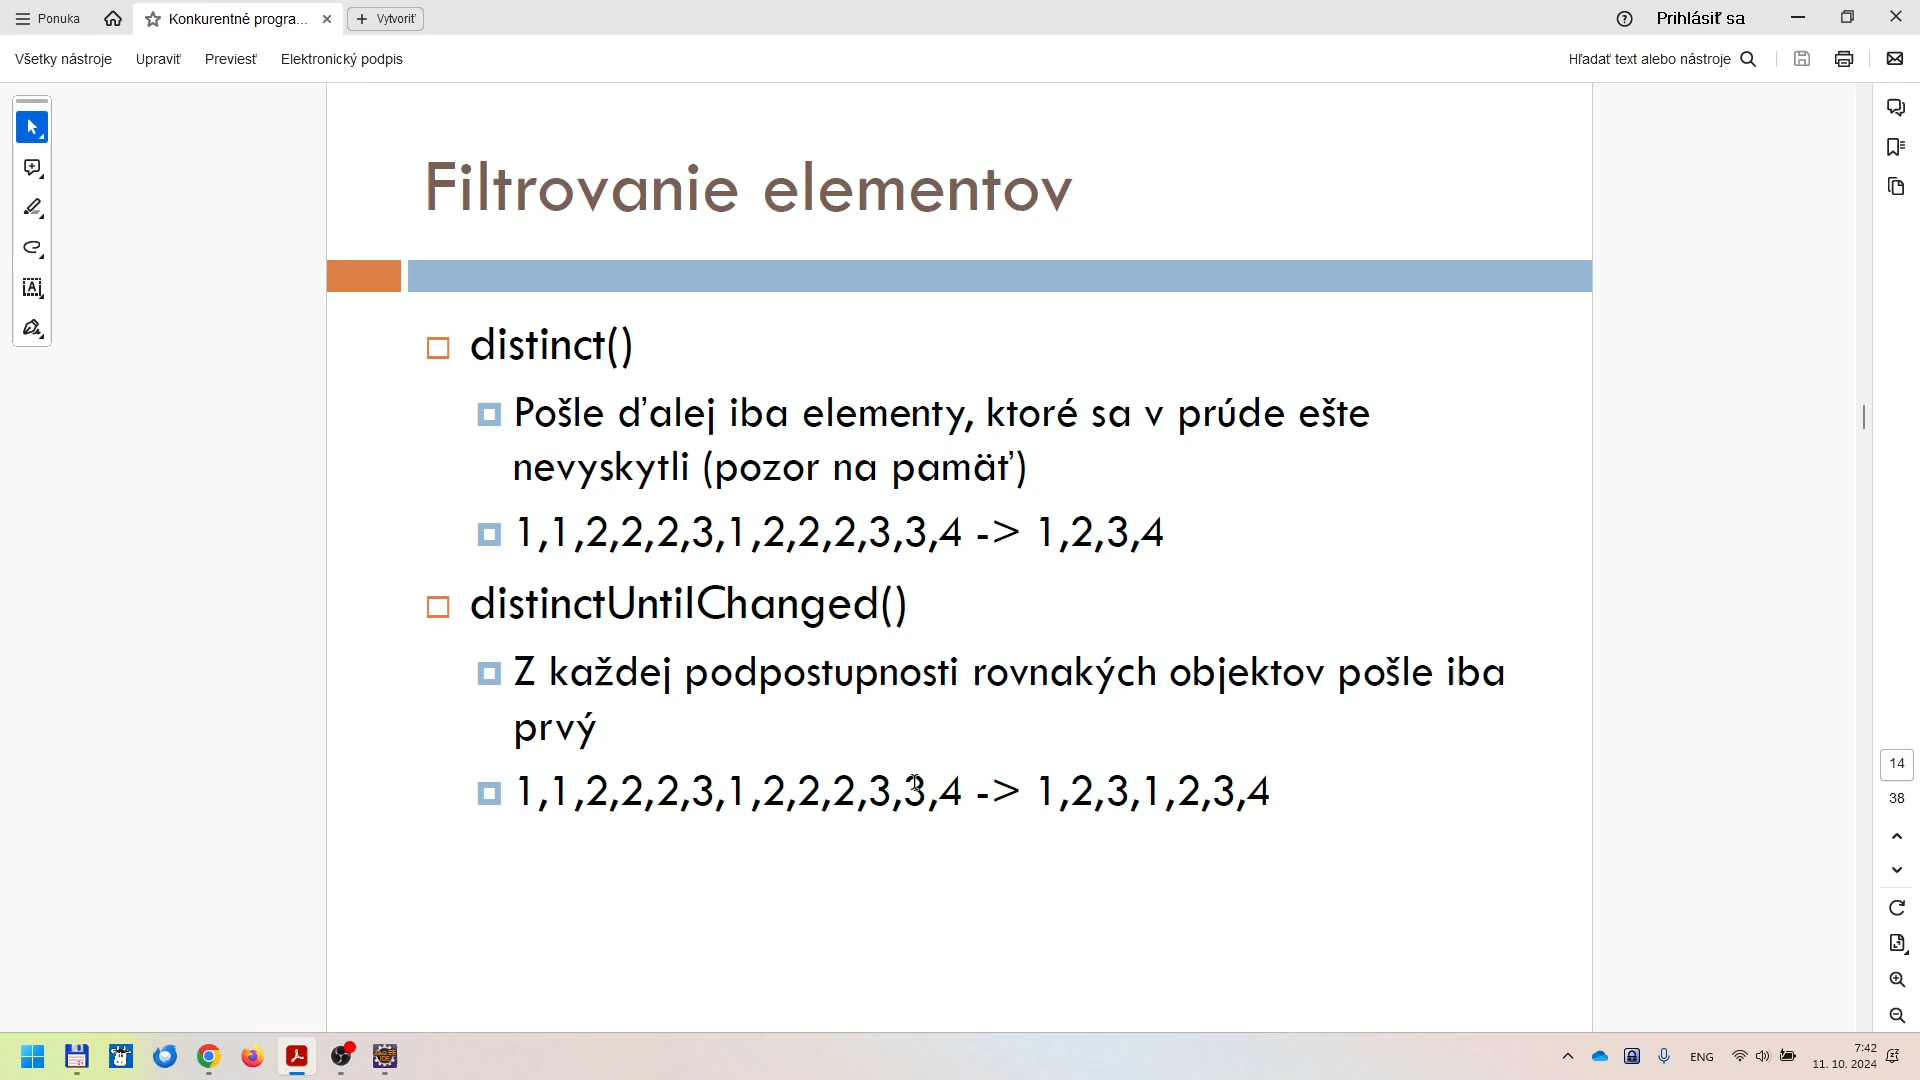 Ponuka
Konkurentné progra...
Vytvoriť
Prihlásiť sa
Všetky nástroje
Upraviť
Previesť
Elektronický podpis
Hľadať text alebo nástroje
Filtrovanie elementov
distinct()
Pošle ďalej iba elementy, ktoré sa v prúde ešte
nevyskytli (pozor na pamäť)
1,1,2,2,2,3,1,2,2,2,3,3,4 -> 1,2,3,4
distinctUntilChanged()
Z každej podpostupnosti rovnakých objektov pošle iba
prvý
1,1,2,2,2,3,1,2,2,2,3,3,4 -> 1,2,3,1,2,3,4
14
38
ENG
7:42
11. 10. 2024